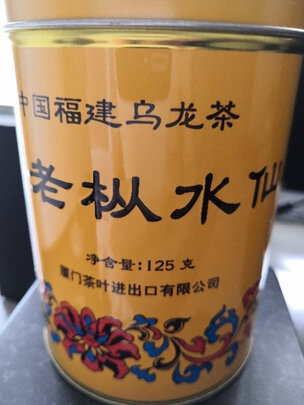 中国福建乌龙茶
老枞水仙
净含量:125克
厦门茶叶进出口有限公司